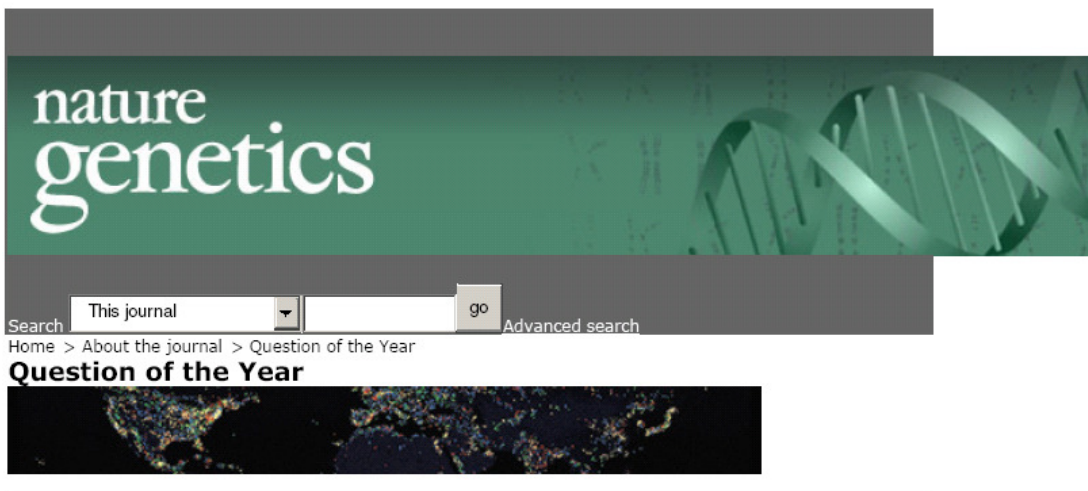 nature
genetics
Search This journal go Advanced search
Home > About the journal > Question of the Year
Question of the Year